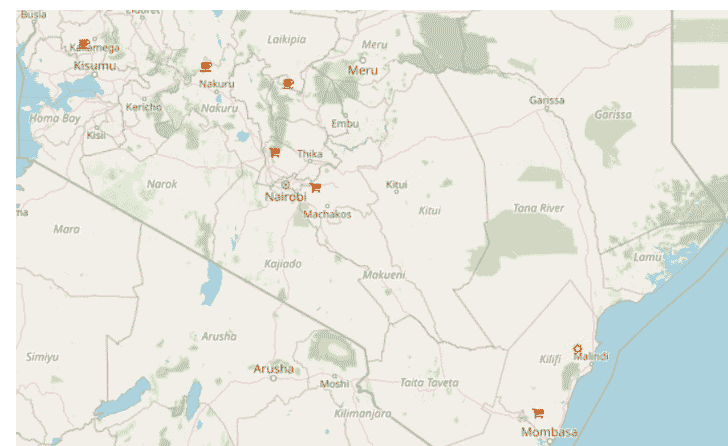 Busia
Laikipia
Meru
Kakamega
Kisumu
Meru
Nakuru
Garissa
Kericho
Nakuru
Garissa
Homa Bay
Embu
Kisii
Thika
Narok
Kitui
Nairobi
Machakos
Kitui
Tana River
Mara
Lamu
Kajiado
Makueni
Arusha
Simiyu
Kilifi
Malindi
Arusha
Moshi
Taita Taveta
Kilimanjaro
Mombasa